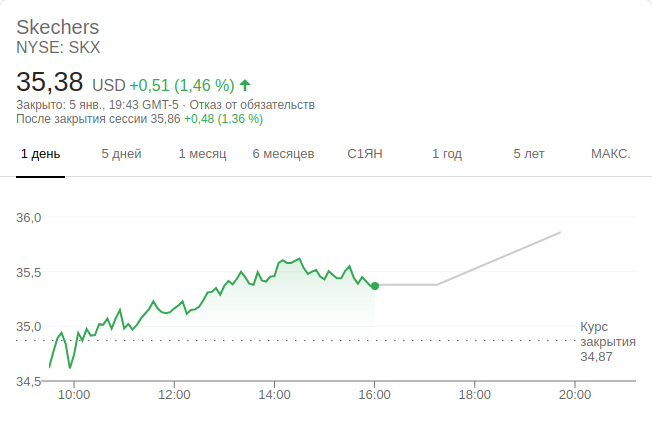 Skechers
NYSE: SKX
35,38 USD +0,51 (1,46 %)
Закрыто: 5 янв., 19:43 GMT-5 · Отказ от обязательств
После закрытия сессии 35,86 +0,48 (1,36 %)
1 день 5 дней 1 месяц 6 месяцев С1ЯН 1 год 5 лет МАКС.
36,0
35,5
35,0
Курс
закрытия
34,87
34,5
10:00 12:00 14:00 16:00 18:00 20:00